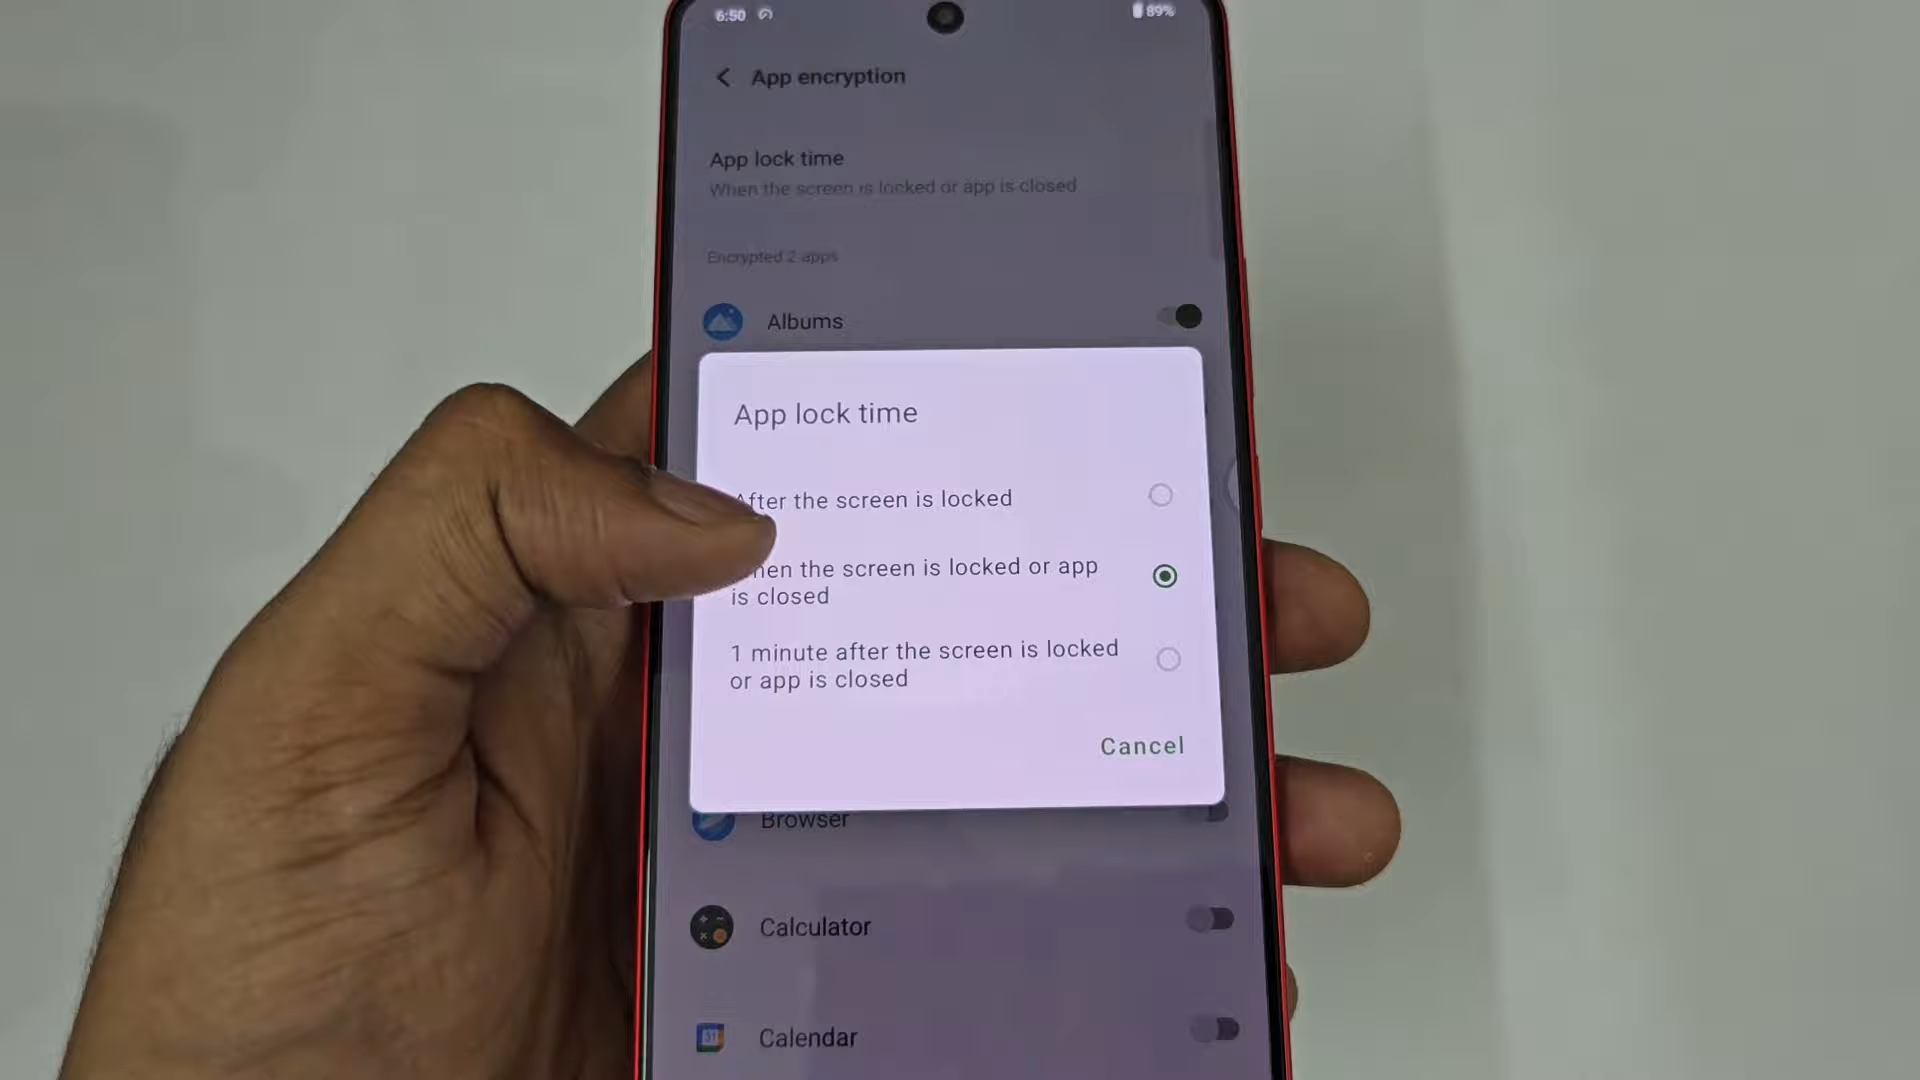 6:50
89%
App encryption
App lock time
When the screen is locked or app is closed
Encrypted 2 apps
Albums
App lock time
After the screen is locked
When the screen is locked or app
is closed
1 minute after the screen is locked
or app is closed
Cancel
Browser
Calculator
Calendar
31